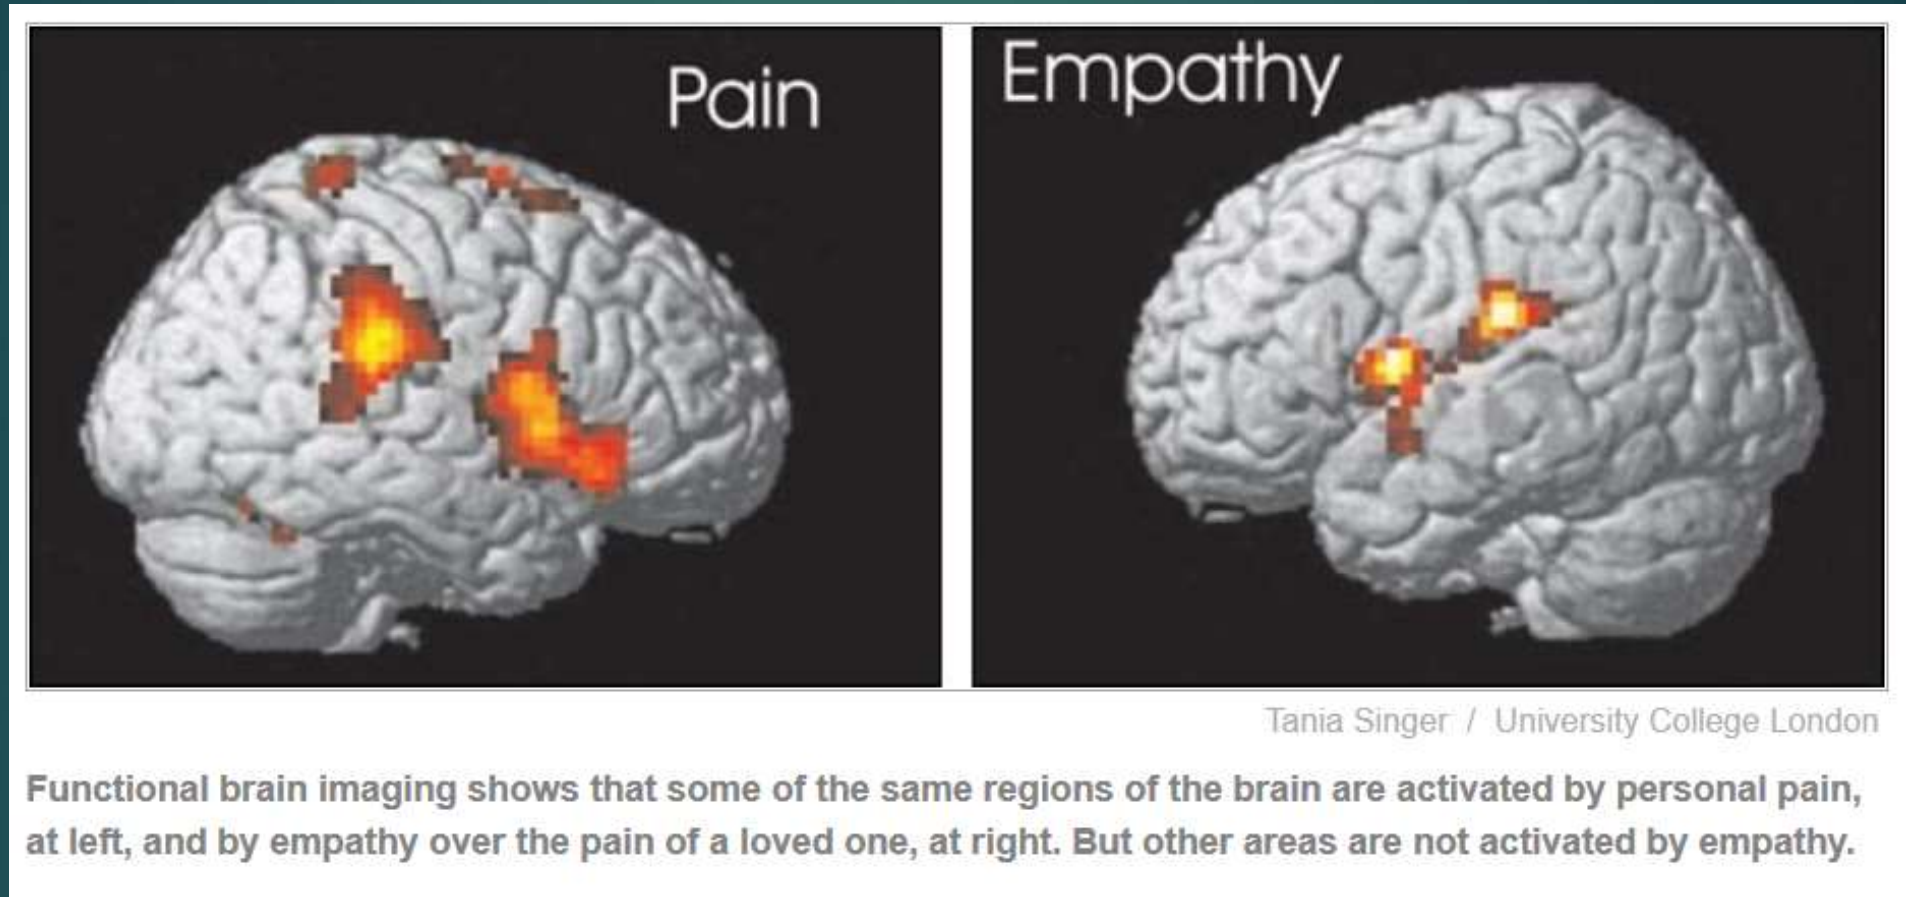 Pain
Empathy
Tania Singer / University College London
Functional brain imaging shows that some of the same regions of the brain are activated by personal pain,
at left, and by empathy over the pain of a loved one, at right. But other areas are not activated by empathy.